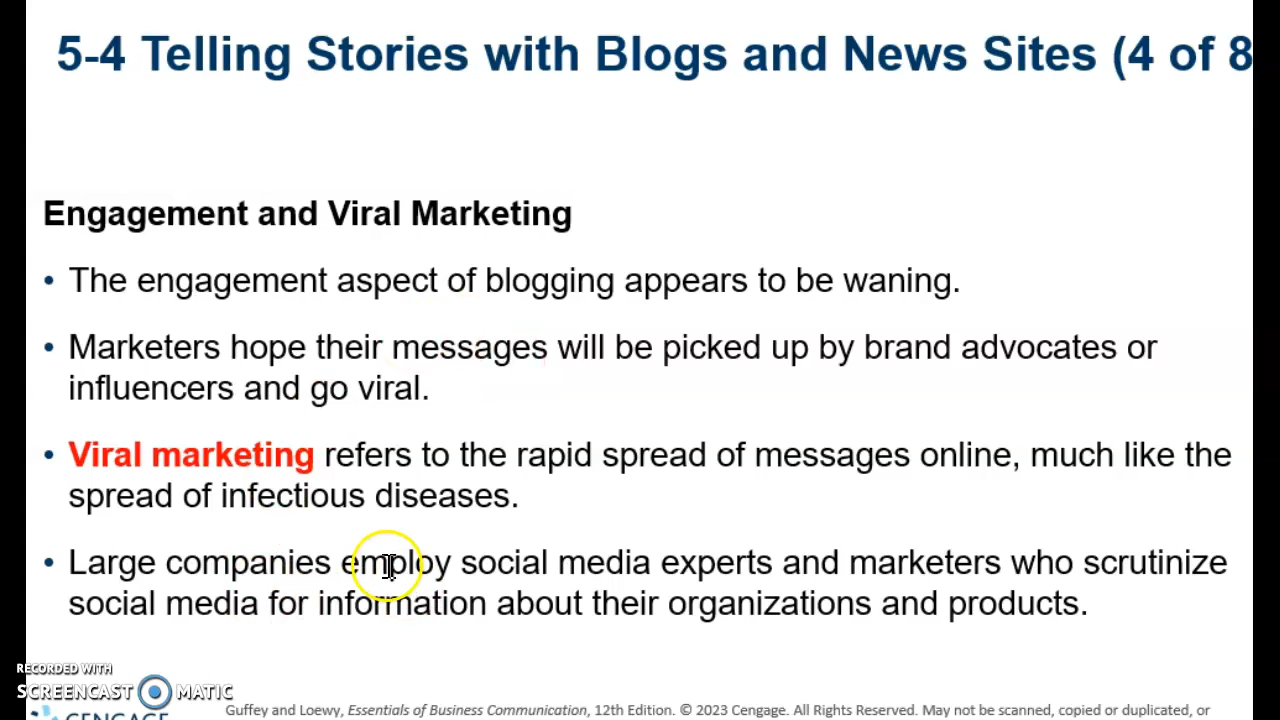 5-4 Telling Stories with Blogs and News Sites (4 of 8
Engagement and Viral Marketing
• The engagement aspect of blogging appears to be waning.
• Marketers hope their messages will be picked up by brand advocates or
influencers and go viral.
• Viral marketing refers to the rapid spread of messages online, much like the
spread of infectious diseases.
• Large companies employ social media experts and marketers who scrutinize
social media for information about their organizations and products.
RECORDED WITH
SCREENCAST MATIC
CENGAGE
Guffey and Loewy, Essentials of Business Communication, 12th Edition. © 2023 Cengage. All Rights Reserved. May not be scanned, copied or duplicated, or